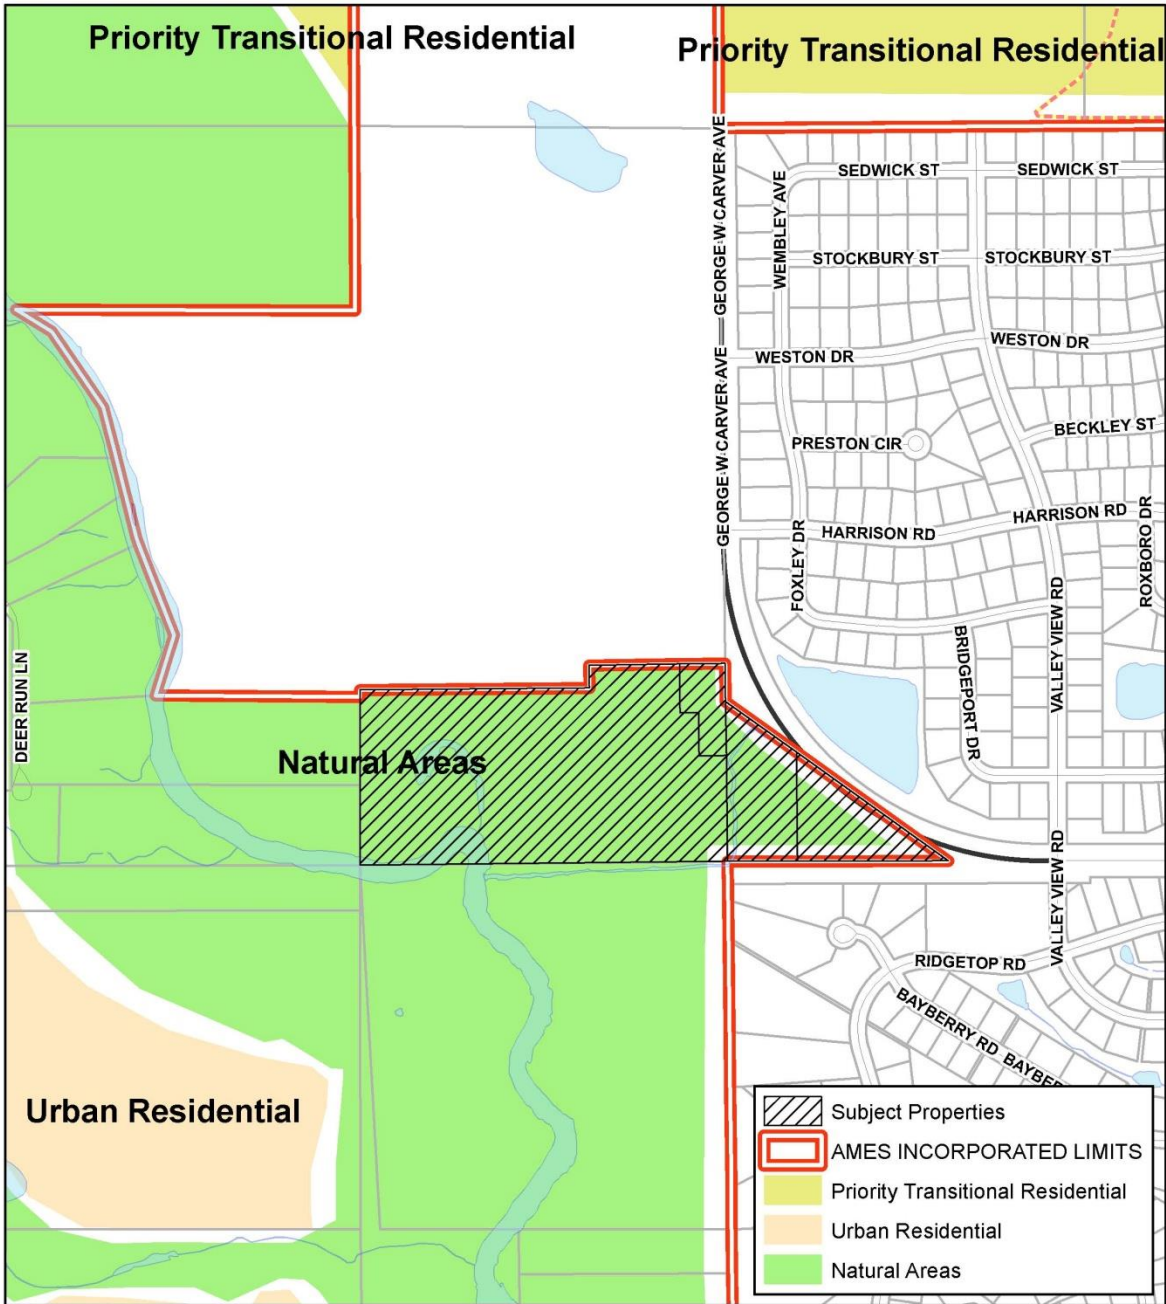 Priority Transitional Residential
Priority Transitional Residential
GEORGE W CARVER AVE
GEORGE W CARVER AVE
WEMBLEY AVE
SEDWICK ST
SEDWICK ST
STOCKBURY ST
STOCKBURY ST
WESTON DR
WESTON DR
PRESTON CIR
BECKLEY ST
HARRISON RD
HARRISON RD
FOXLEY DR
ROXBORO DR
VALLEY VIEW RD
BRIDGEPORT DR
DEER RUN LN
Natural Areas
VALLEY VIEW RD
RIDGETOP RD
BAYBERRY RD
Urban Residential
Subject Properties
AMES INCORPORATED LIMITS
Priority Transitional Residential
Urban Residential
Natural Areas